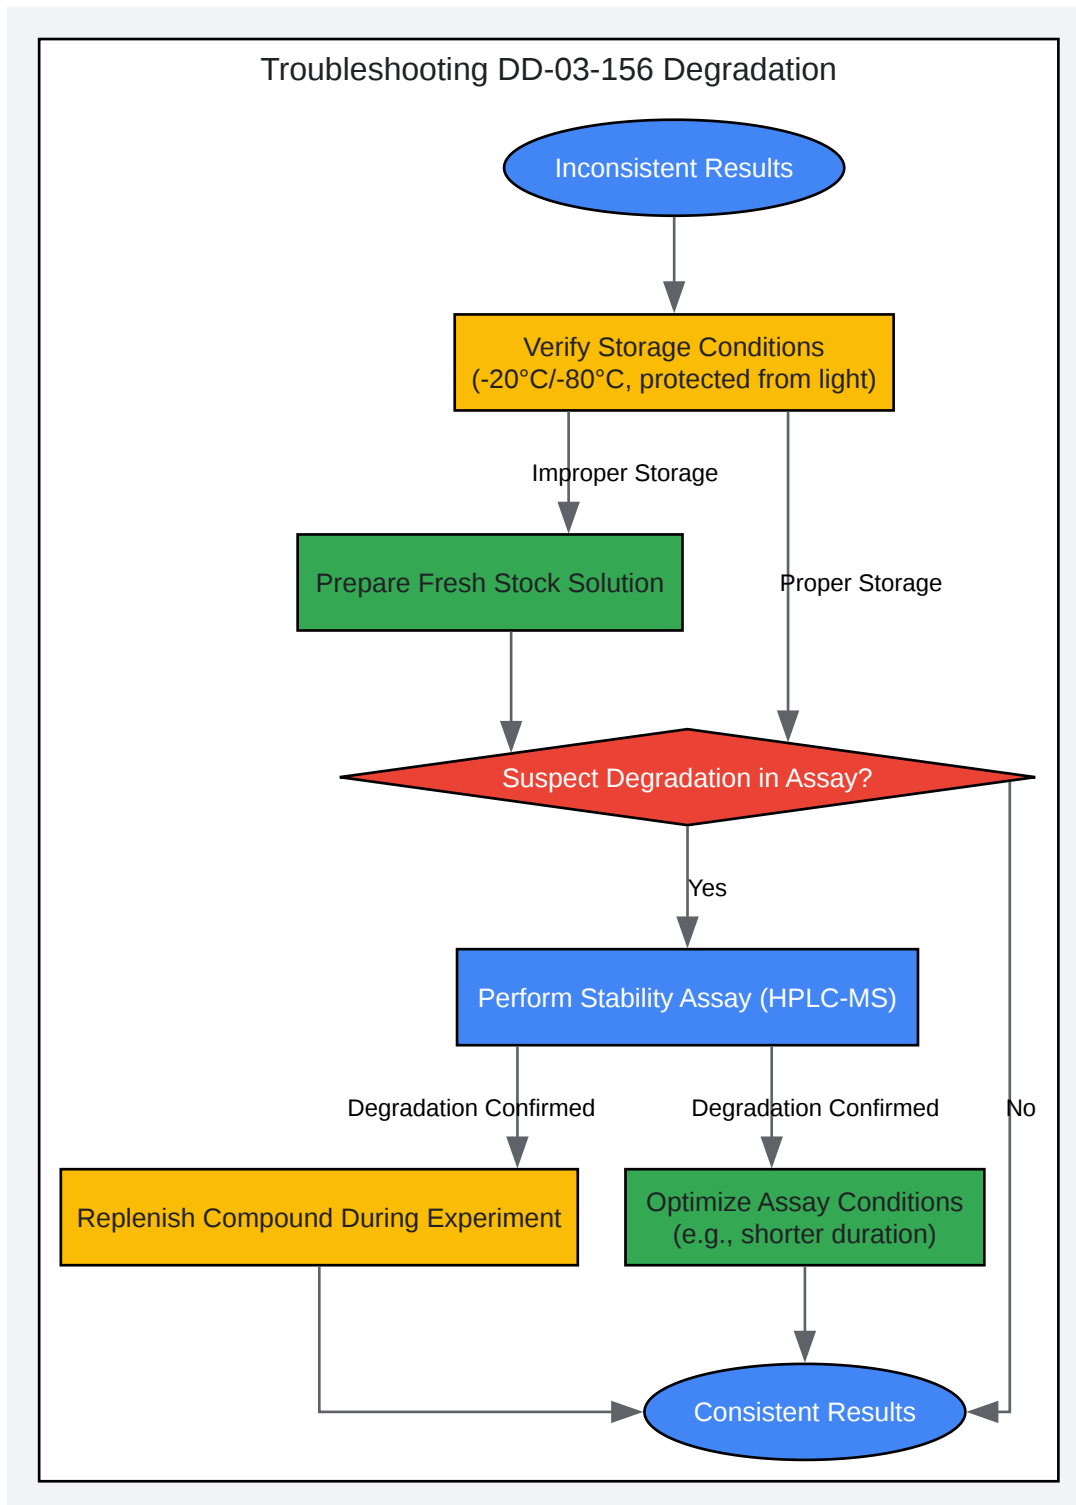 Troubleshooting DD-03-156 Degradation
Inconsistent Results
Verify Storage Conditions
(-20°C/-80°C, protected from light)
Improper Storage
Prepare Fresh Stock Solution
Proper Storage
Suspect Degradation in Assay?
Yes
Perform Stability Assay (HPLC-MS)
Degradation Confirmed
Degradation Confirmed
No
Replenish Compound During Experiment
Optimize Assay Conditions
(e.g., shorter duration)
Consistent Results